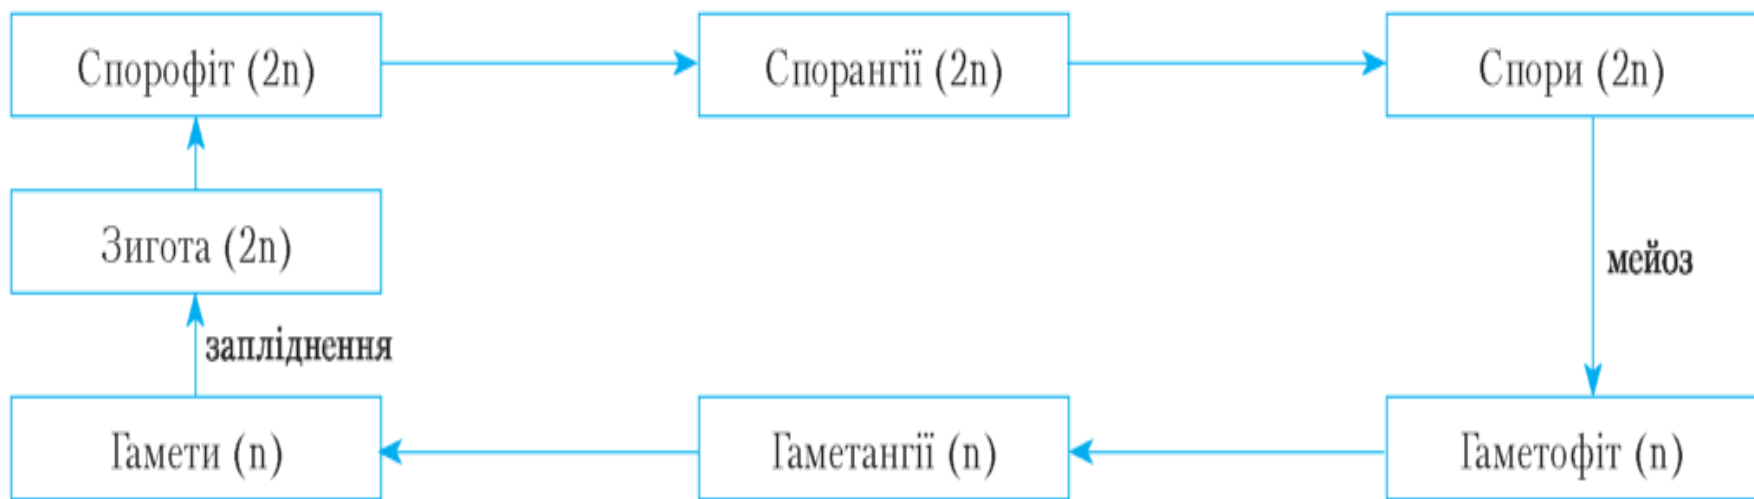 Спорофіт (2n)
Спорангії (2n)
Спори (2n)
Зигота (2n)
мейоз
запліднення
Гамети (n)
Гаметангії (n)
Гаметофіт (n)